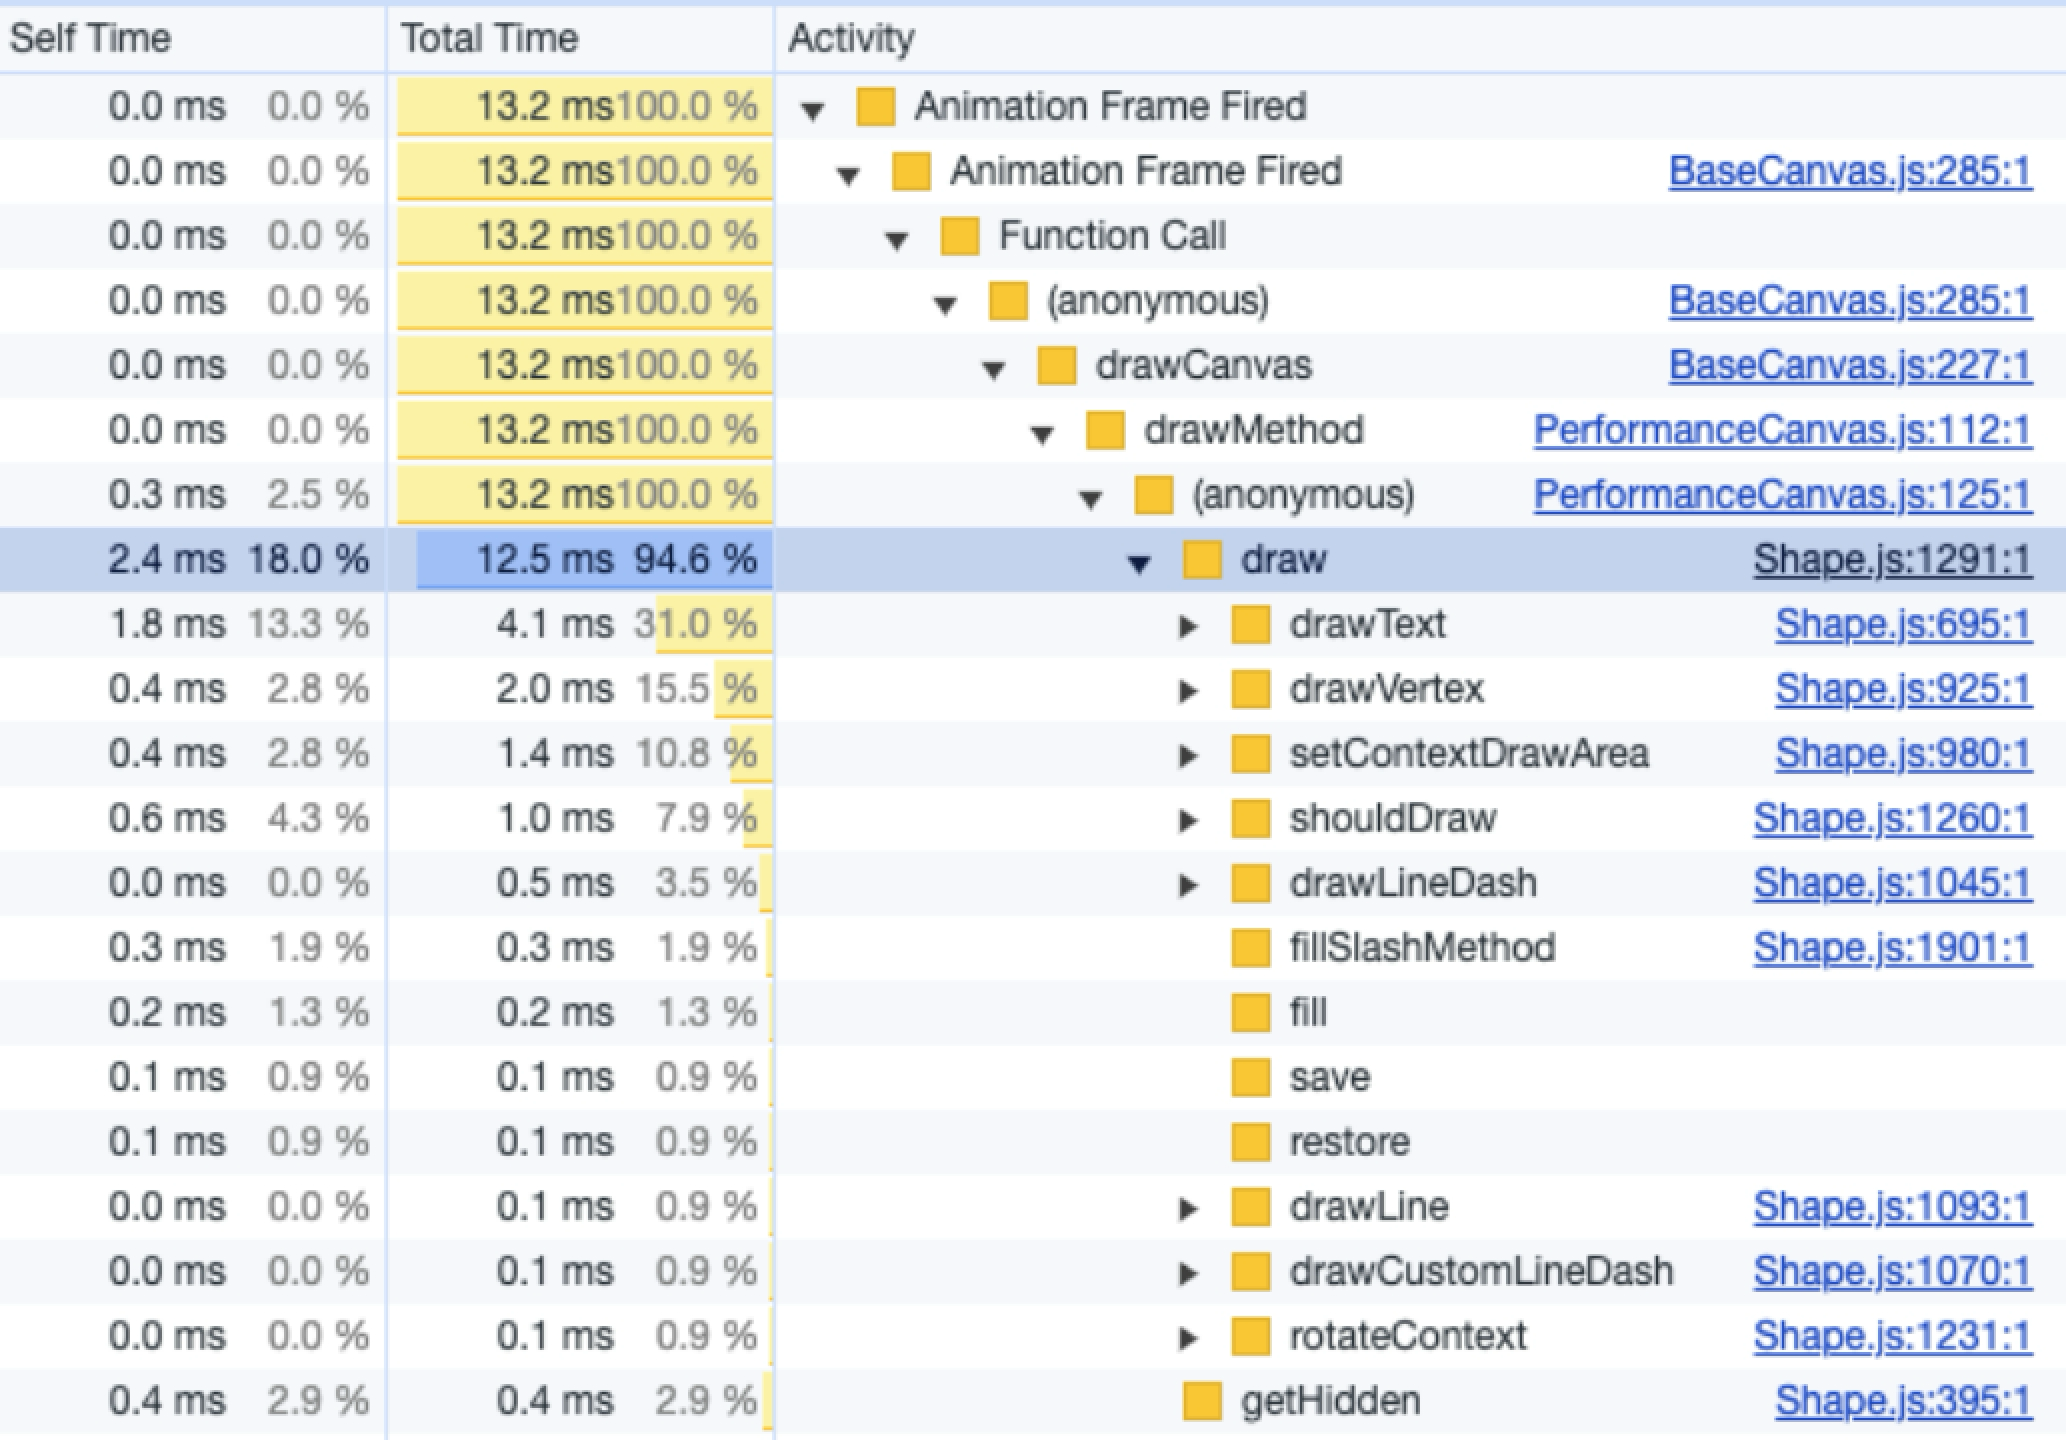 Self Time Total Time Activity
0.0 ms 0.0 % 13.2 ms 100.0 % Animation Frame Fired
0.0 ms 0.0 % 13.2 ms 100.0 % Animation Frame Fired BaseCanvas.js:285:1
0.0 ms 0.0 % 13.2 ms 100.0 % Function Call
0.0 ms 0.0 % 13.2 ms 100.0 % (anonymous) BaseCanvas.js:285:1
0.0 ms 0.0 % 13.2 ms 100.0 % drawCanvas BaseCanvas.js:227:1
0.0 ms 0.0 % 13.2 ms 100.0 % drawMethod PerformanceCanvas.js:112:1
0.3 ms 2.5 % 13.2 ms 100.0 % (anonymous) PerformanceCanvas.js:125:1
2.4 ms 18.0 % 12.5 ms 94.6 % draw Shape.js:1291:1
1.8 ms 13.3 % 4.1 ms 31.0 % drawText Shape.js:695:1
0.4 ms 2.8 % 2.0 ms 15.5 % drawVertex Shape.js:925:1
0.4 ms 2.8 % 1.4 ms 10.8 % setContextDrawArea Shape.js:980:1
0.6 ms 4.3 % 1.0 ms 7.9 % shouldDraw Shape.js:1260:1
0.0 ms 0.0 % 0.5 ms 3.5 % drawLineDash Shape.js:1045:1
0.3 ms 1.9 % 0.3 ms 1.9 % fillSlashMethod Shape.js:1901:1
0.2 ms 1.3 % 0.2 ms 1.3 % fill
0.1 ms 0.9 % 0.1 ms 0.9 % save
0.1 ms 0.9 % 0.1 ms 0.9 % restore
0.0 ms 0.0 % 0.1 ms 0.9 % drawLine Shape.js:1093:1
0.0 ms 0.0 % 0.1 ms 0.9 % drawCustomLineDash Shape.js:1070:1
0.0 ms 0.0 % 0.1 ms 0.9 % rotateContext Shape.js:1231:1
0.4 ms 2.9 % 0.4 ms 2.9 % getHidden Shape.js:395:1